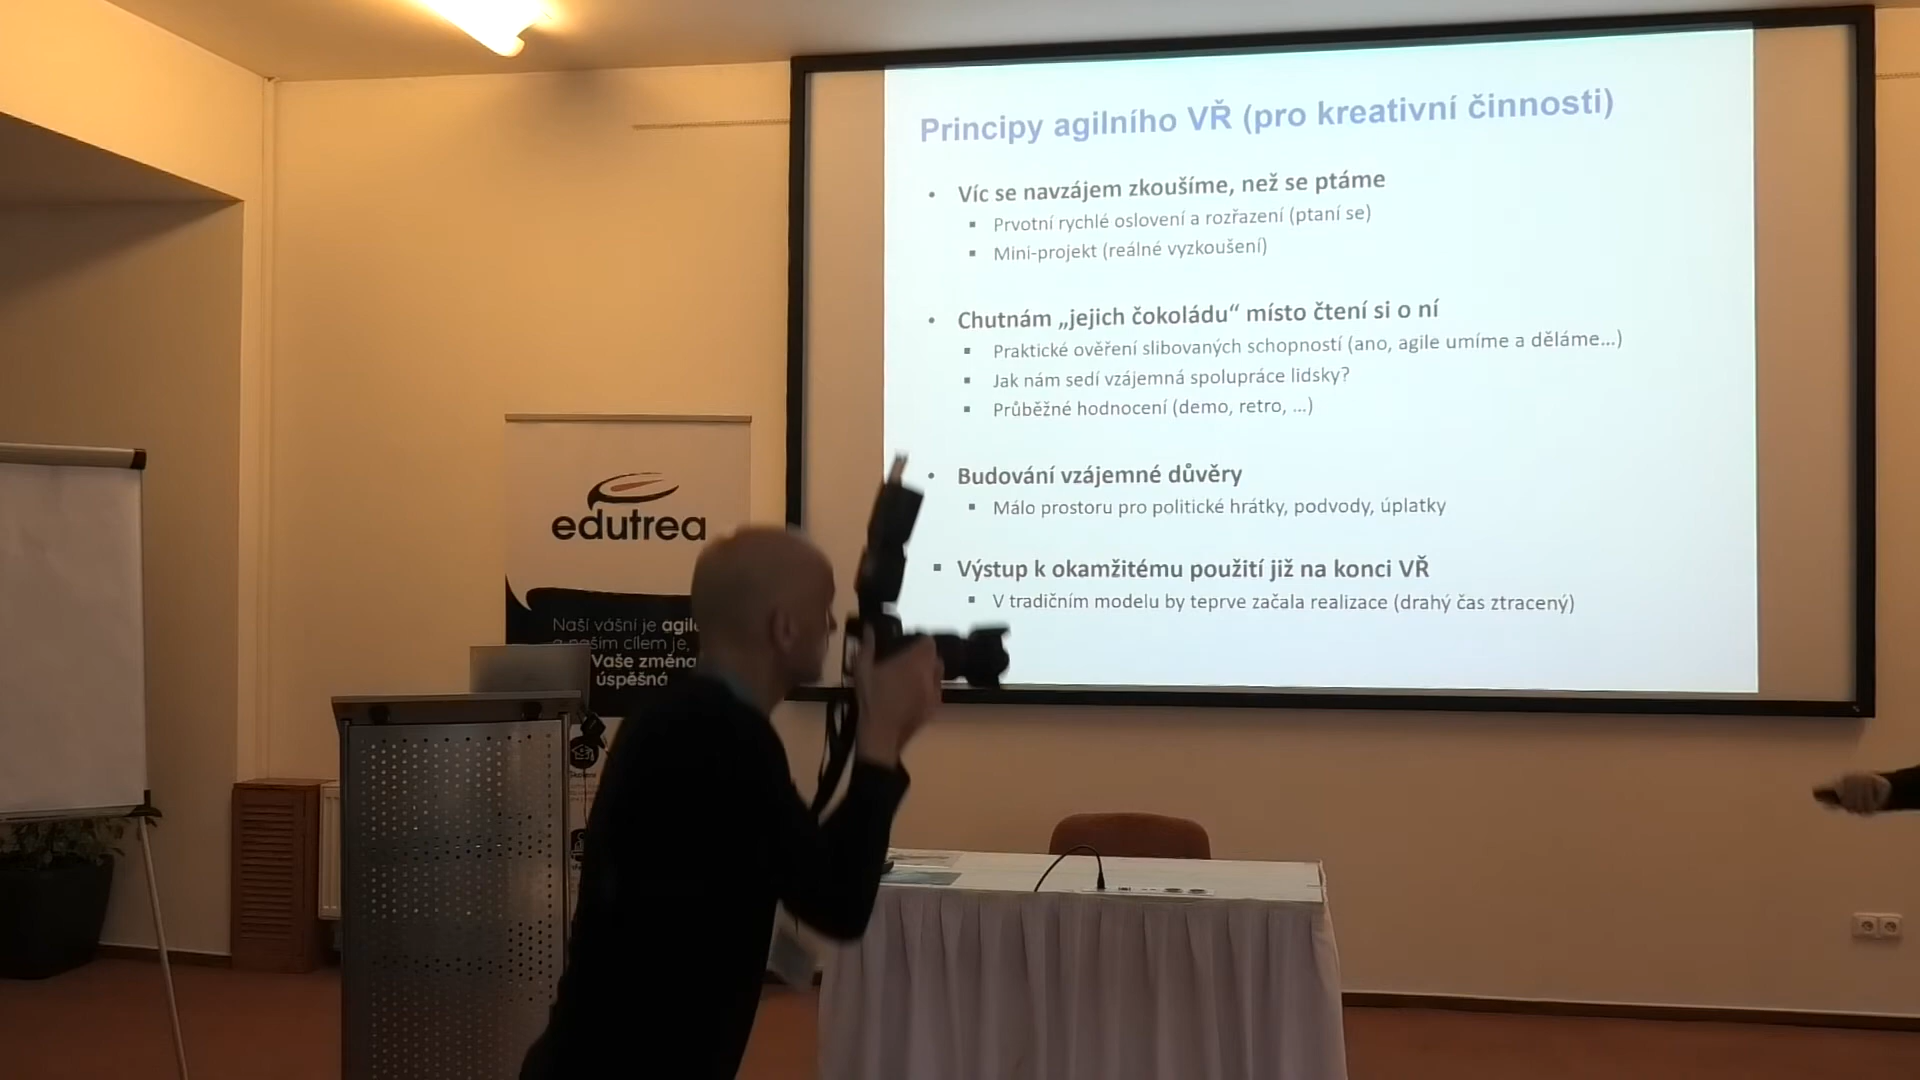 Principy agilního VŘ (pro kreativní činnosti)
• Víc se navzájem zkoušíme, než se ptáme
▪ Prvotní rychlé oslovení a rozřazení (ptaní se)
▪ Mini-projekt (reálné vyzkoušení)
• Chutnám „jejich čokoládu“ místo čtení si o ní
▪ Praktické ověření slibovaných schopností (ano, agile umíme a děláme...)
▪ Jak nám sedí vzájemná spolupráce lidsky?
▪ Průběžné hodnocení (demo, retro, ...)
• Budování vzájemné důvěry
▪ Málo prostoru pro politické hrátky, podvody, úplatky
▪ Výstup k okamžitému použití již na konci VŘ
▪ V tradičním modelu by teprve začala realizace (drahý čas ztracený)
edutrea
Naší vášní je agile
a naším cílem je,
Vaše změna
úspěšná